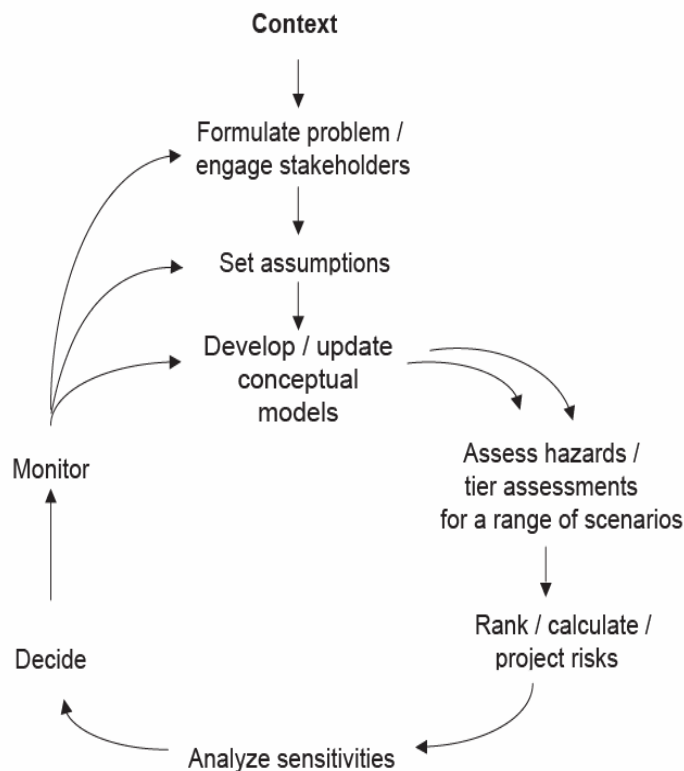 Context
Formulate problem /
engage stakeholders
Set assumptions
Develop / update
conceptual
models
Assess hazards /
tier assessments
for a range of scenarios
Rank / calculate /
project risks
Analyze sensitivities
Decide
Monitor